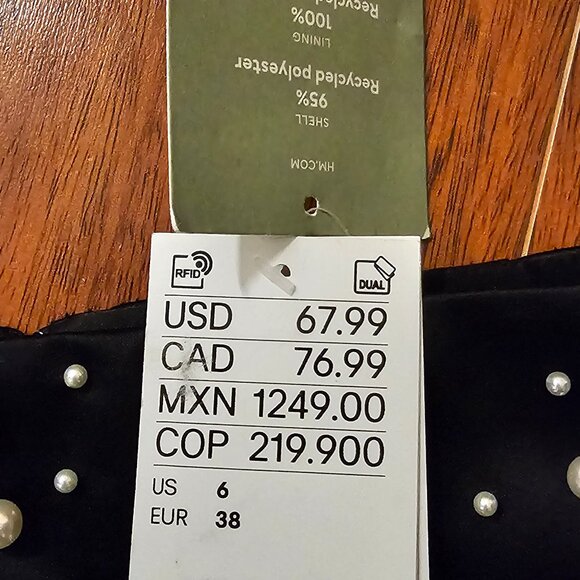 HM.COM
SHELL
95%
Recycled polyester
LINING
100%
Recycled
RFID
DUAL
USD 67.99
CAD 76.99
MXN 1249.00
COP 219.900
US 6
EUR 38